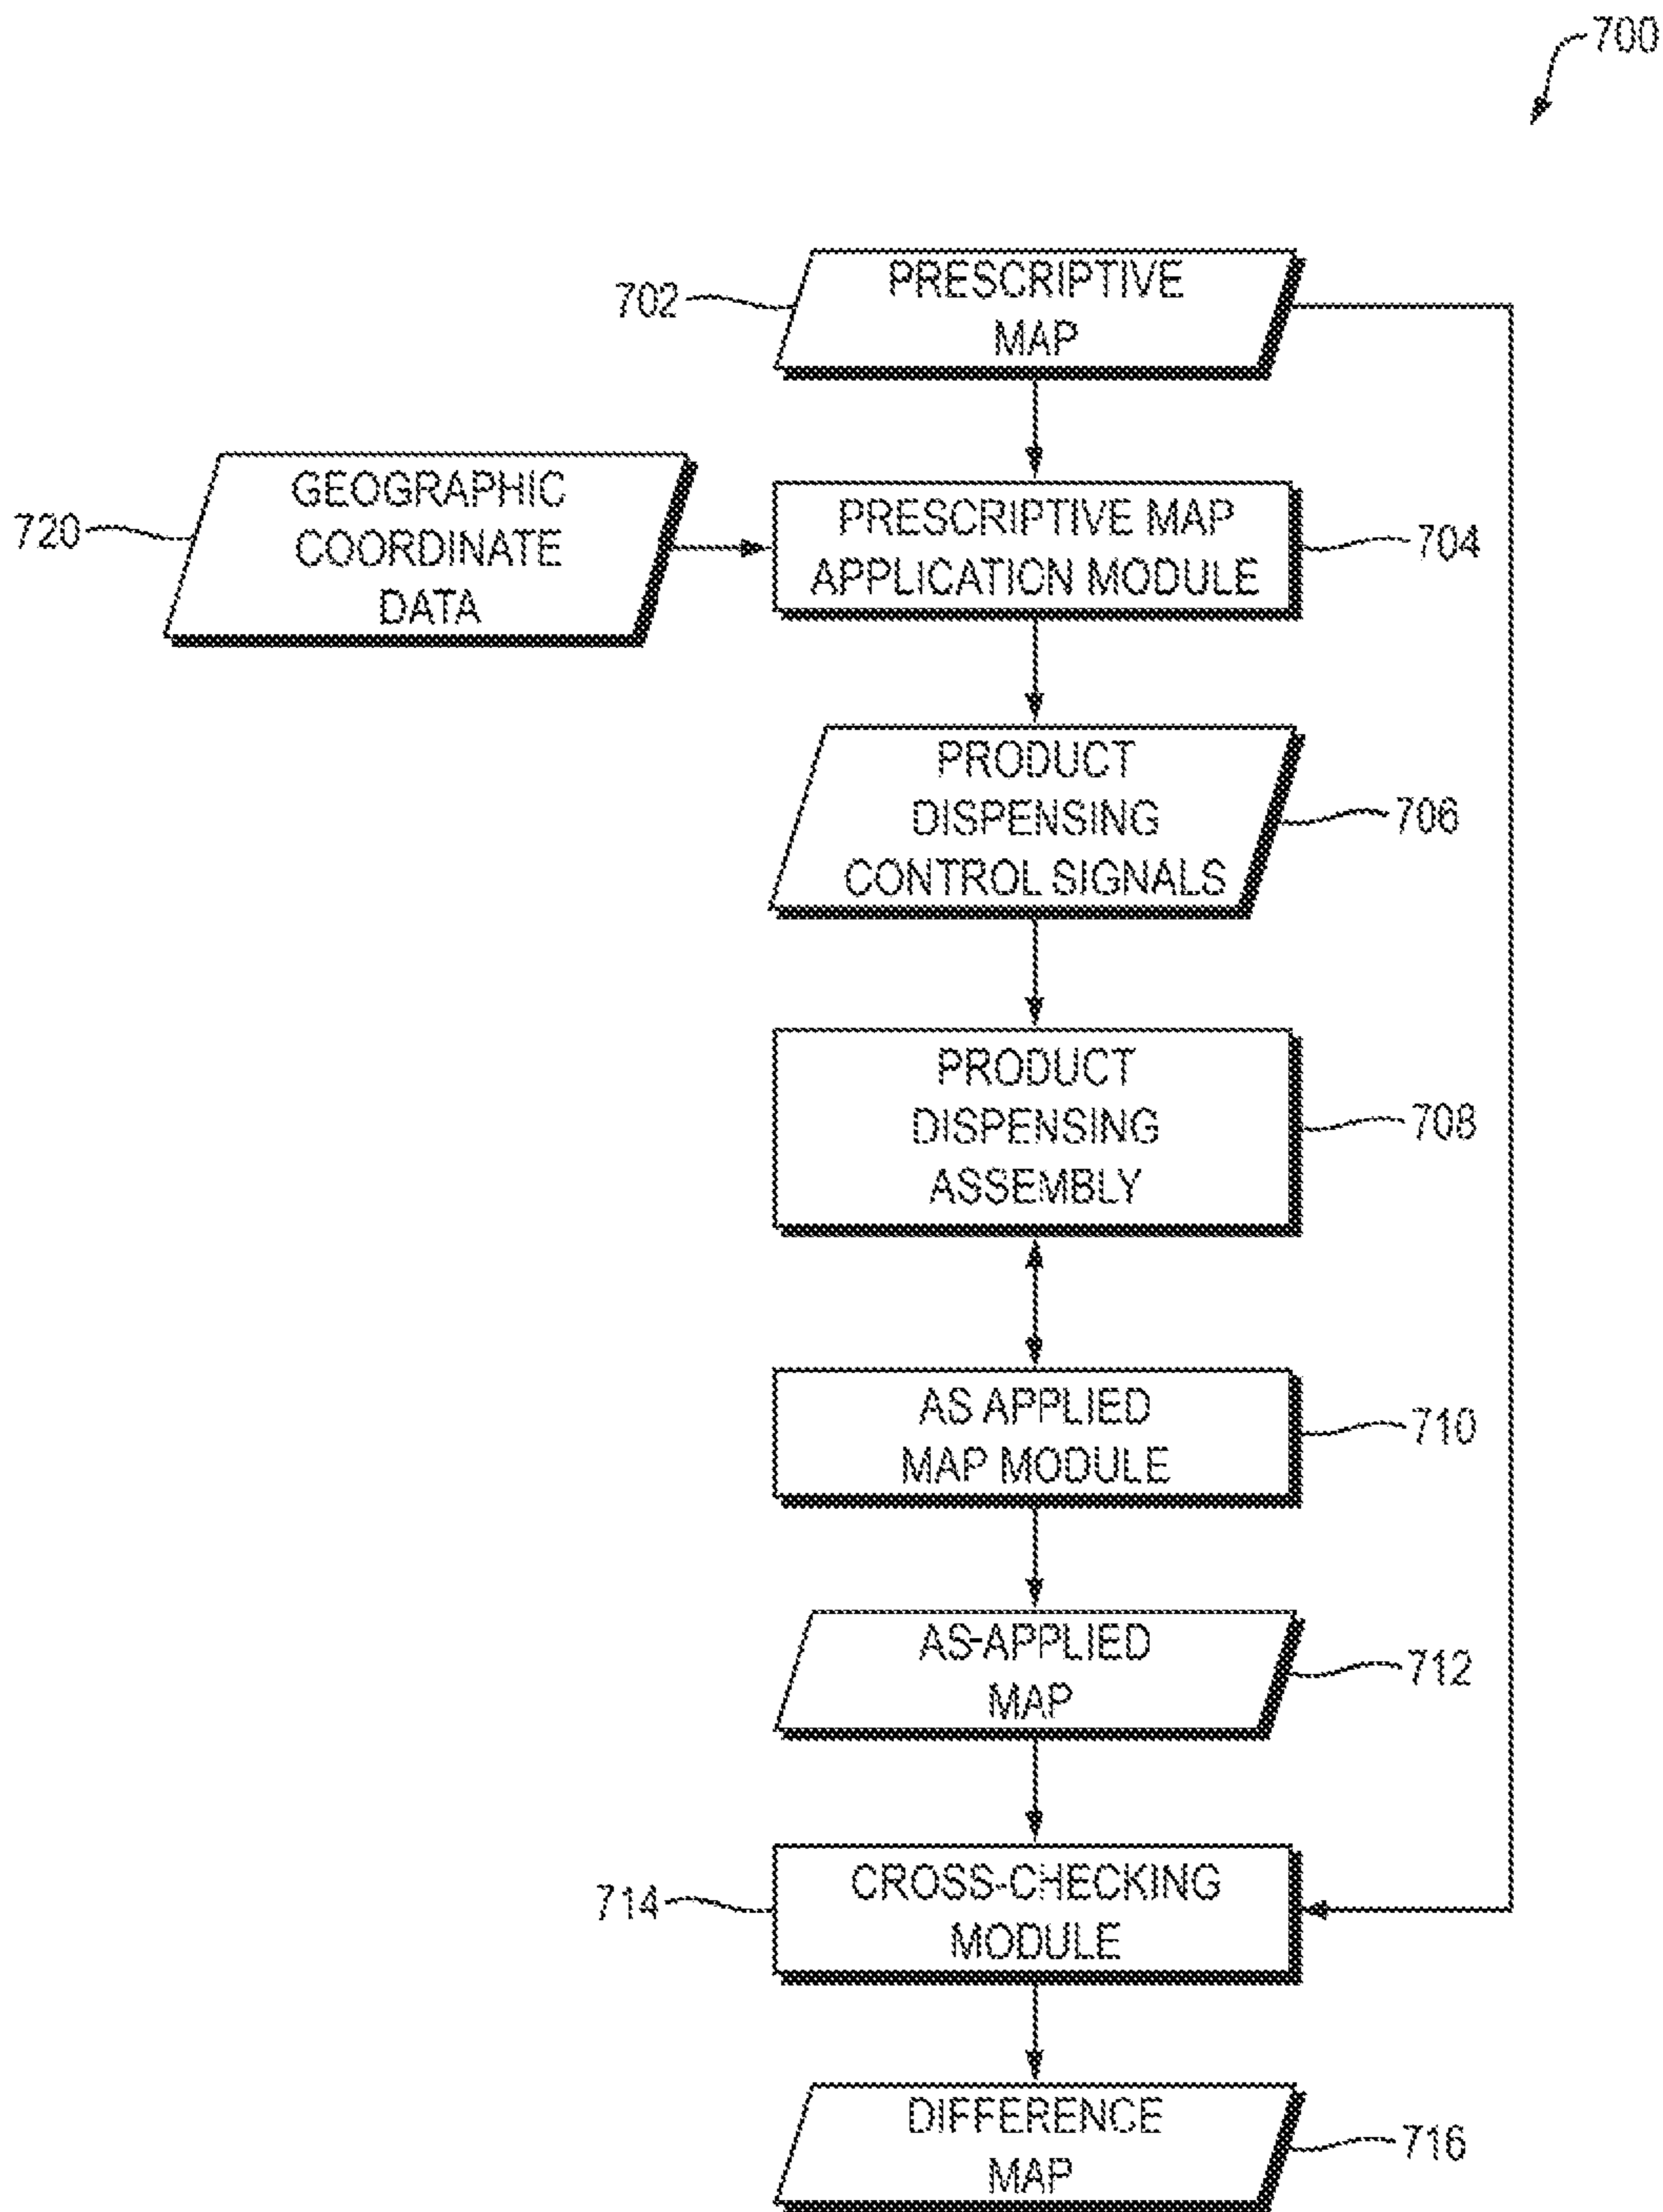 700
PRESCRIPTIVE
MAP
702
GEOGRAPHIC
COORDINATE
DATA
720
PRESCRIPTIVE MAP
APPLICATION MODULE
704
PRODUCT
DISPENSING
CONTROL SIGNALS
706
PRODUCT
DISPENSING
ASSEMBLY
708
AS APPLIED
MAP MODULE
710
AS-APPLIED
MAP
712
CROSS-CHECKING
MODULE
714
DIFFERENCE
MAP
716